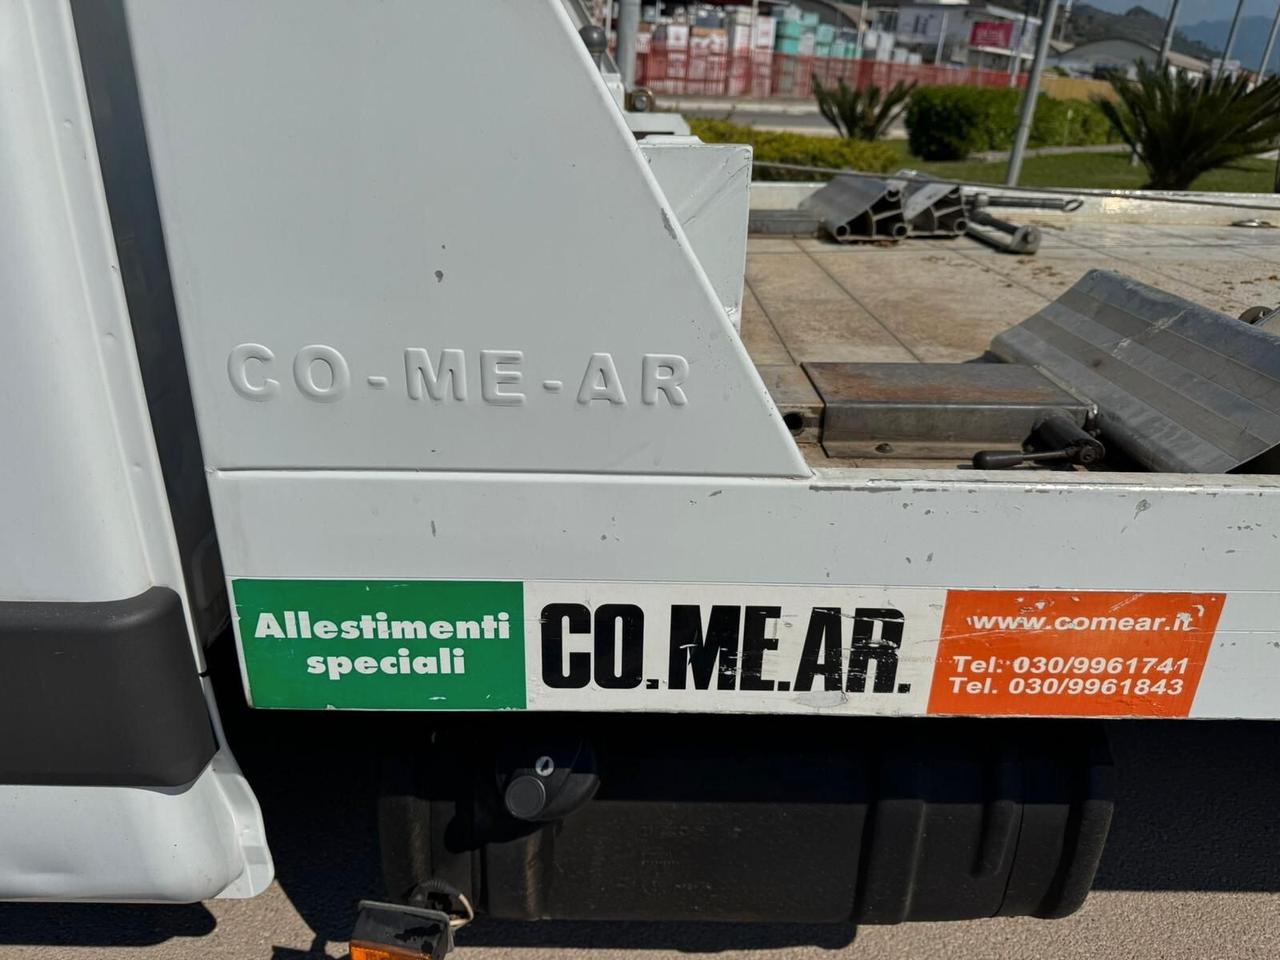 CO-ME-AR
Allestimenti
speciali
CO.ME.AR.
www.comear.it
Tel: 030/9961741
Tel. 030/9961843